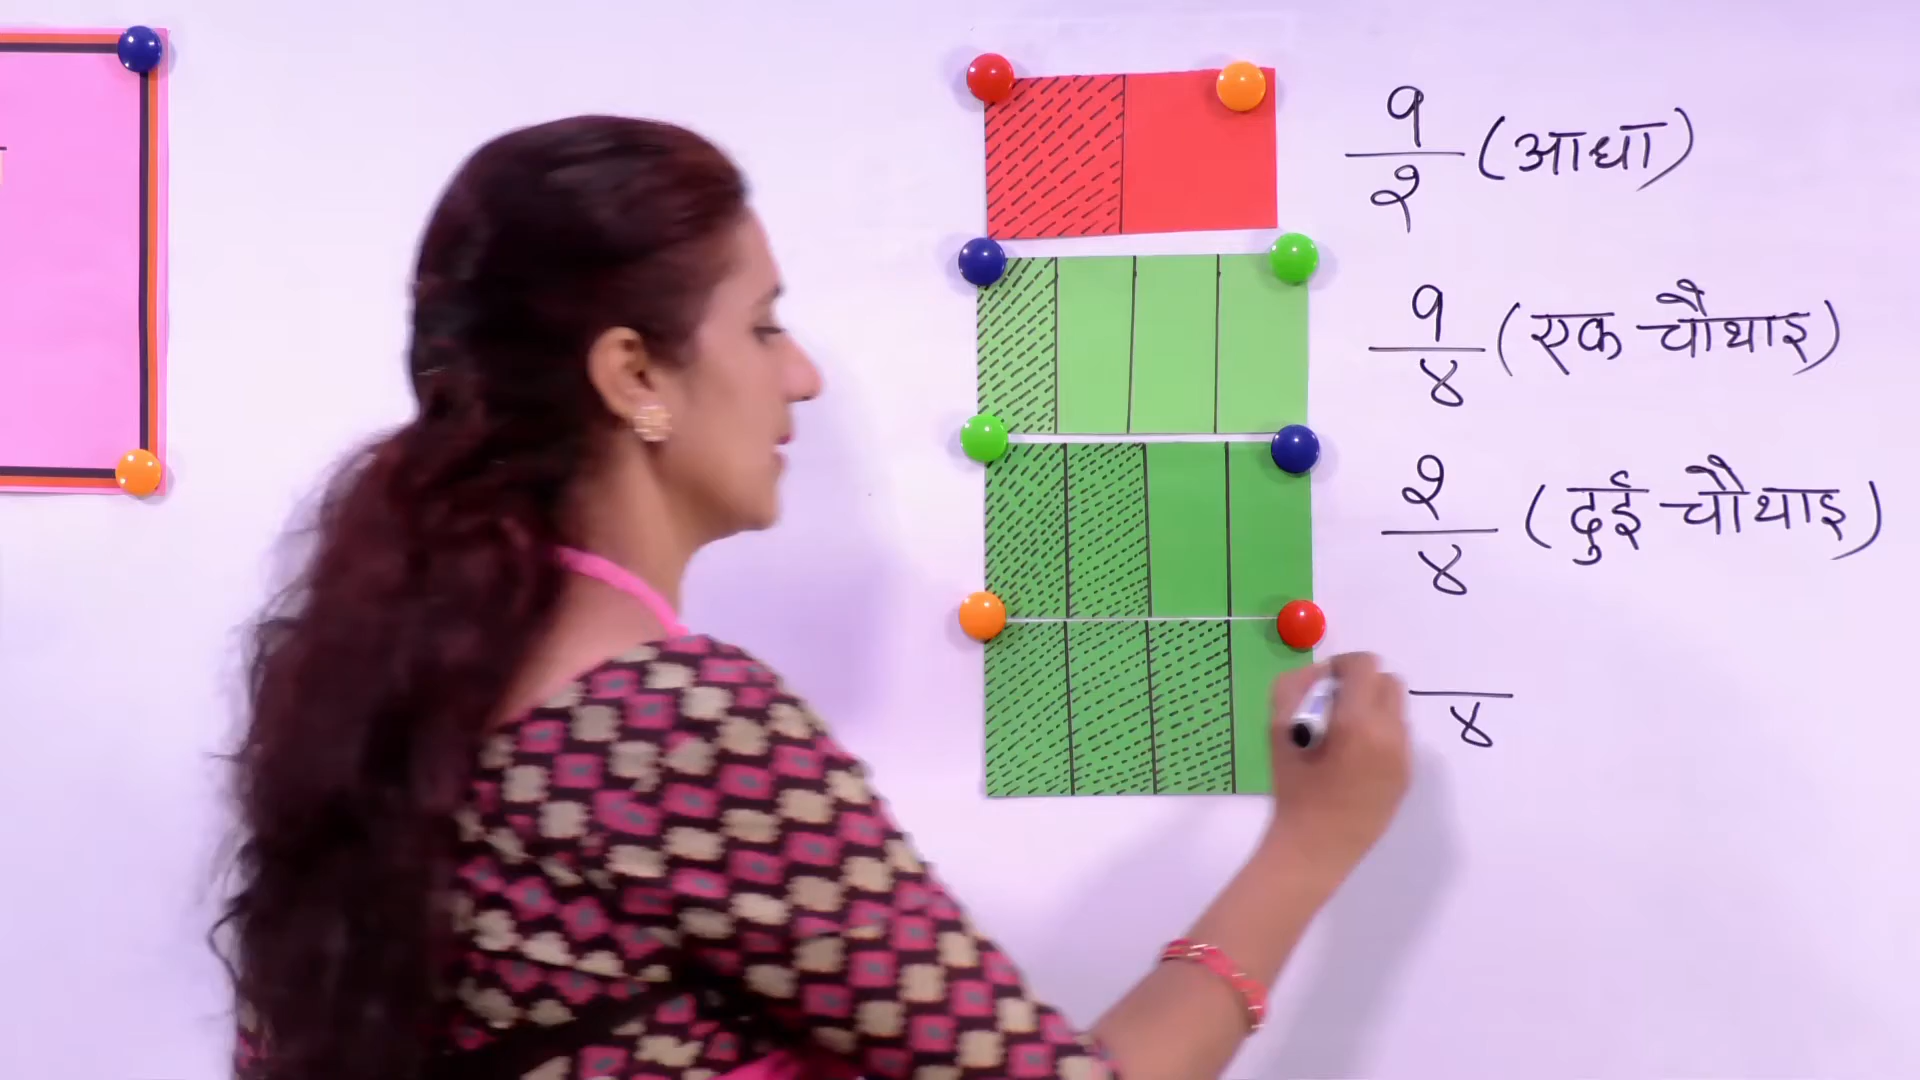 १
२ (आधा)
१
४ (एक चौथाइ)
२
४ (दुई चौथाइ)
४